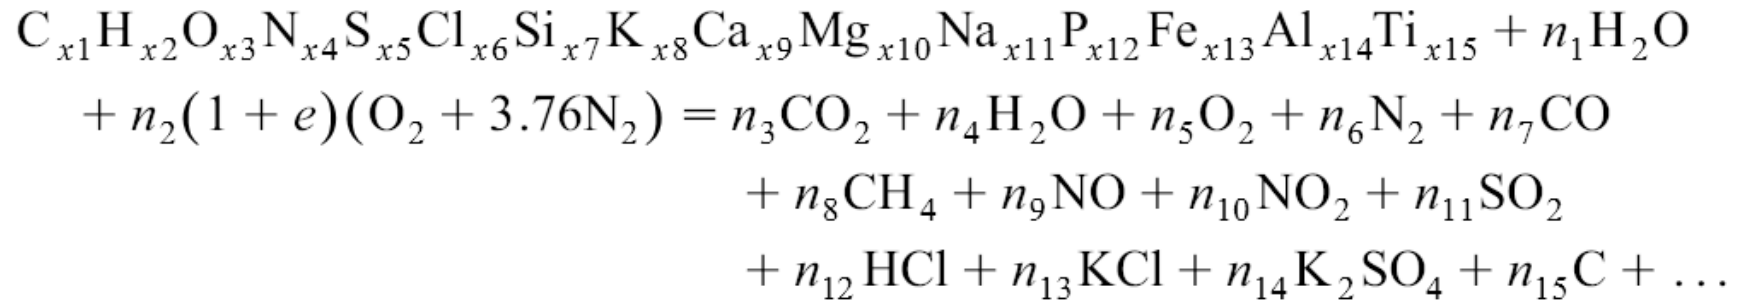 C_{x1}H_{x2}O_{x3}N_{x4}S_{x5}Cl_{x6}Si_{x7}K_{x8}Ca_{x9}Mg_{x10}Na_{x11}P_{x12}Fe_{x13}Al_{x14}Ti_{x15} + n_1H_2O
+ n_2(1 + e)(O_2 + 3.76N_2) = n_3CO_2 + n_4H_2O + n_5O_2 + n_6N_2 + n_7CO
+ n_8CH_4 + n_9NO + n_{10}NO_2 + n_{11}SO_2
+ n_{12}HCl + n_{13}KCl + n_{14}K_2SO_4 + n_{15}C + ...